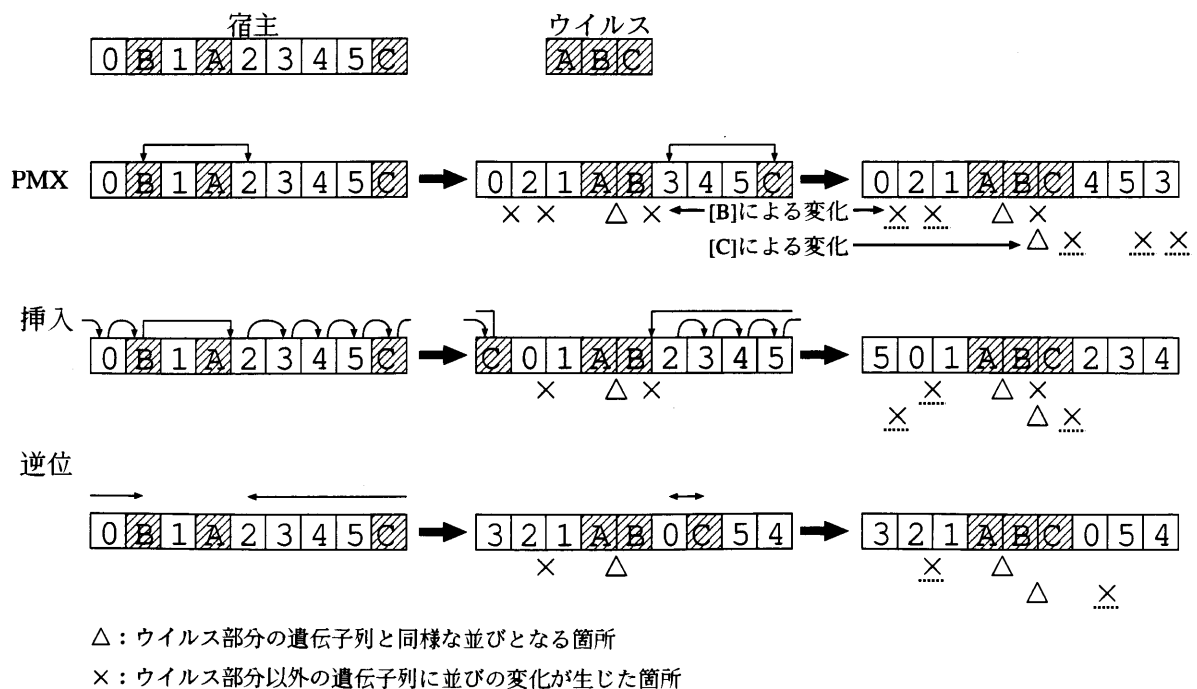 宿主 ウイルス
0 B 1 A 2 3 4 5 C A B C
PMX 0 B 1 A 2 3 4 5 C 0 2 1 A B 3 4 5 C 0 2 1 A B C 4 5 3
× × △ × [B]による変化 × × △ ×
[C]による変化 △ × × ×
挿入
0 B 1 A 2 3 4 5 C C 0 1 A B 2 3 4 5 5 0 1 A B C 2 3 4
× △ × × △ ×
× △ ×
逆位
0 B 1 A 2 3 4 5 C 3 2 1 A B 0 C 5 4 3 2 1 A B C 0 5 4
× △ × △
△ ×
△：ウイルス部分の遺伝子列と同様な並びとなる箇所
×：ウイルス部分以外の遺伝子列に並びの変化が生じた箇所